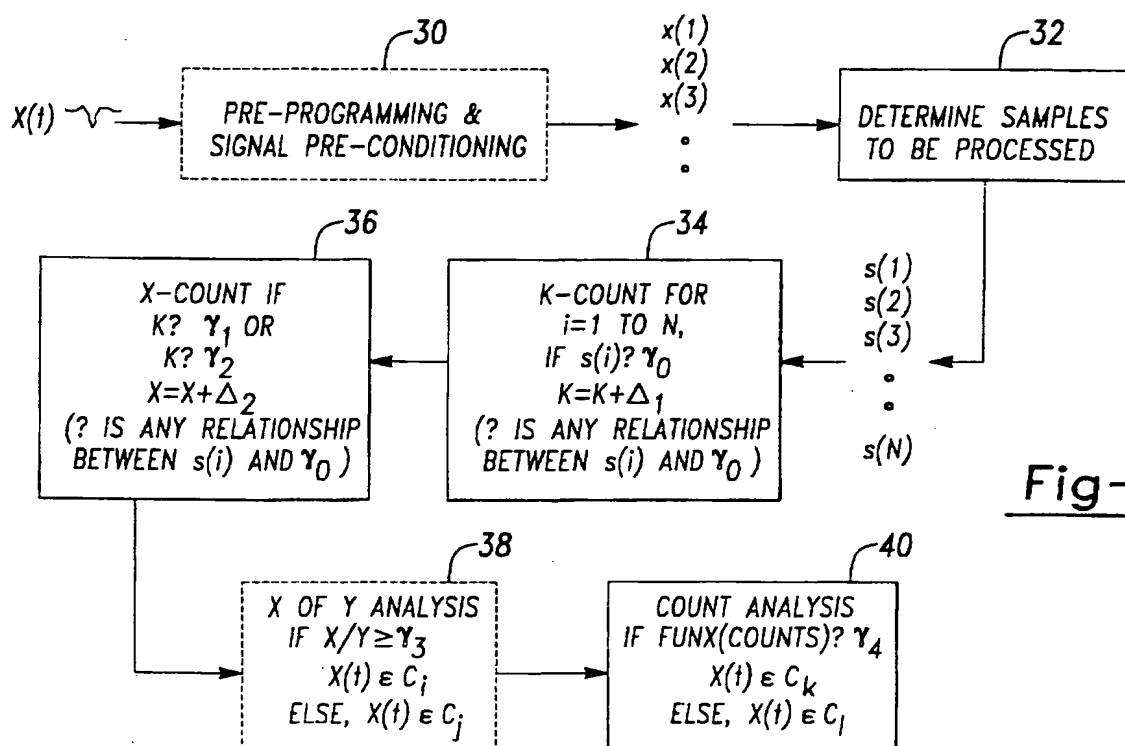 30
X(t)
PRE-PROGRAMMING &
SIGNAL PRE-CONDITIONING
x(1)
x(2)
x(3)
32
DETERMINE SAMPLES
TO BE PROCESSED
36
X-COUNT IF
K? γ1 OR
K? γ2
X=X+Δ2
(? IS ANY RELATIONSHIP
BETWEEN s(i) AND γ0 )
34
K-COUNT FOR
i=1 TO N,
IF s(i)? γ0
K=K+Δ1
(? IS ANY RELATIONSHIP
BETWEEN s(i) AND γ0 )
s(1)
s(2)
s(3)
s(N)
Fig-
38
X OF Y ANALYSIS
IF X/Y≥γ3
X(t) ε Ci
ELSE, X(t) ε Cj
40
COUNT ANALYSIS
IF FUNX(COUNTS)? γ4
X(t) ε Ck
ELSE, X(t) ε Cl